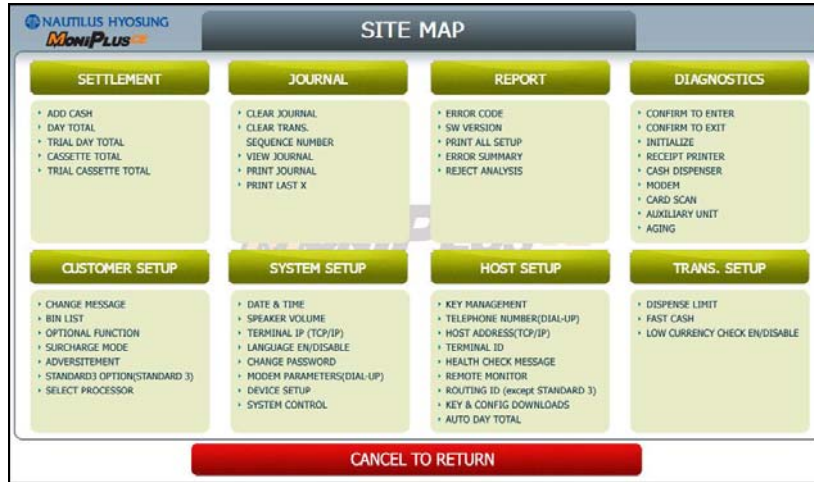 NAUTILUS HYOSUNG
MONIPLUS CE
SITE MAP
SETTLEMENT
ADD CASH
DAY TOTAL
TRIAL DAY TOTAL
CASSETTE TOTAL
TRIAL CASSETTE TOTAL
JOURNAL
CLEAR JOURNAL
CLEAR TRANS.
SEQUENCE NUMBER
VIEW JOURNAL
PRINT JOURNAL
PRINT LAST X
REPORT
ERROR CODE
SW VERSION
PRINT ALL SETUP
ERROR SUMMARY
REJECT ANALYSIS
DIAGNOSTICS
CONFIRM TO ENTER
CONFIRM TO EXIT
INITIALIZE
RECEIPT PRINTER
CASH DISPENSER
MODEM
CARD SCAN
AUXILIARY UNIT
AGING
MONIPLUS
CUSTOMER SETUP
CHANGE MESSAGE
BIN LIST
OPTIONAL FUNCTION
SURCHARGE MODE
ADVERSITEMENT
STANDARD3 OPTION(STANDARD 3)
SELECT PROCESSOR
SYSTEM SETUP
DATE & TIME
SPEAKER VOLUME
TERMINAL IP (TCP/IP)
LANGUAGE EN/DISABLE
CHANGE PASSWORD
MODEM PARAMETERS(DIAL-UP)
DEVICE SETUP
SYSTEM CONTROL
HOST SETUP
KEY MANAGEMENT
TELEPHONE NUMBER(DIAL-UP)
HOST ADDRESS(TCP/IP)
TERMINAL ID
HEALTH CHECK MESSAGE
REMOTE MONITOR
ROUTING ID (except STANDARD 3)
KEY & CONFIG DOWNLOADS
AUTO DAY TOTAL
TRANS. SETUP
DISPENSE LIMIT
FAST CASH
LOW CURRENCY CHECK EN/DISABLE
CANCEL TO RETURN